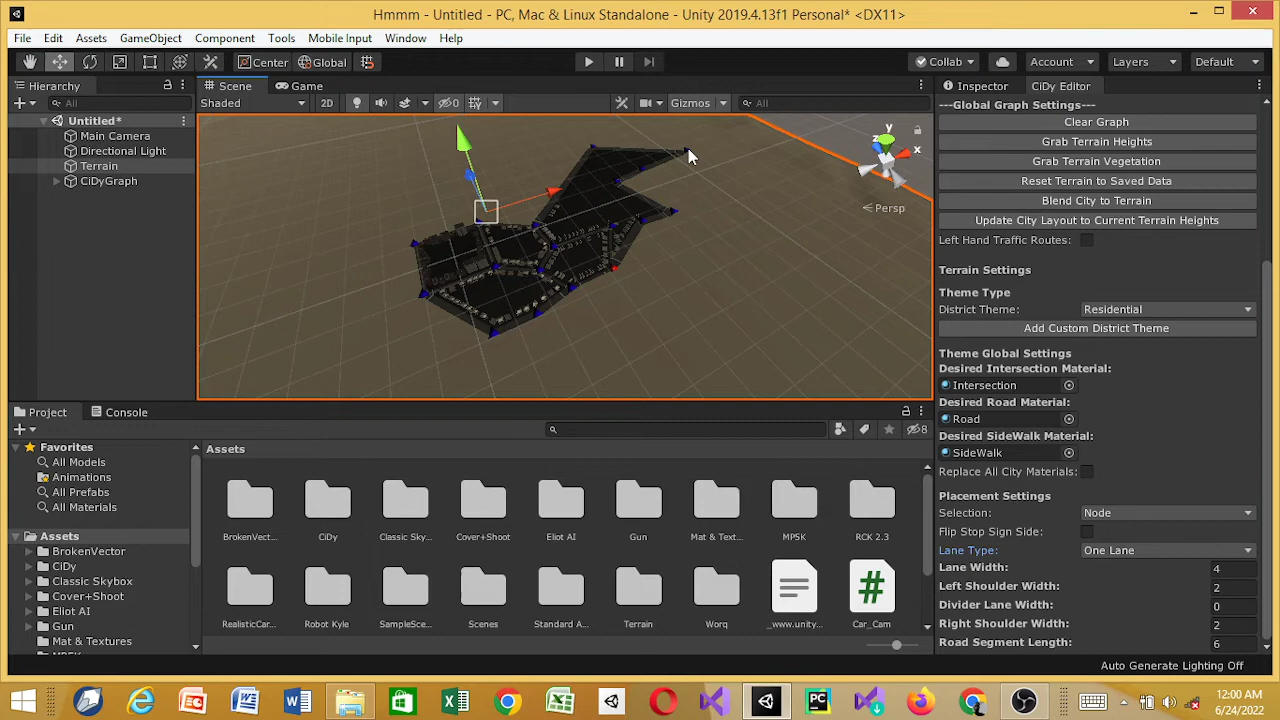 Hmmm - Untitled - PC, Mac & Linux Standalone - Unity 2019.4.13f1 Personal* <DX11>
File Edit Assets GameObject Component Tools Mobile Input Window Help
Center Global Collab Account Layers Default
Hierarchy Scene Game Inspector CiDy Editor
All Shaded 2D 0 Gizmos All
Untitled*
Main Camera
Directional Light
Terrain
CiDyGraph
y
z
x
Persp
---Global Graph Settings---
Clear Graph
Grab Terrain Heights
Grab Terrain Vegetation
Reset Terrain to Saved Data
Blend City to Terrain
Update City Layout to Current Terrain Heights
Left Hand Traffic Routes:
Terrain Settings
Theme Type
District Theme: Residential
Add Custom District Theme
Theme Global Settings
Desired Intersection Material:
Intersection
Desired Road Material:
Road
Desired SideWalk Material:
SideWalk
Replace All City Materials:
Placement Settings
Selection: Node
Flip Stop Sign Side:
Lane Type: One Lane
Lane Width: 4
Left Shoulder Width: 2
Divider Lane Width: 0
Right Shoulder Width: 2
Road Segment Length: 6
Project Console
8
Favorites
All Models
Animations
All Prefabs
All Materials
Assets
BrokenVector
CiDy
Classic Skybox
Cover+Shoot
Eliot AI
Gun
Mat & Textures
Assets
BrokenVect... CiDy Classic Sky... Cover+Shoot Eliot AI Gun Mat & Text... MP5K RCK 2.3
RealisticCar... Robot Kyle SampleSce... Scenes Standard A... Terrain Worq _www.unity... Car_Cam
Auto Generate Lighting Off
12:00 AM
6/24/2022